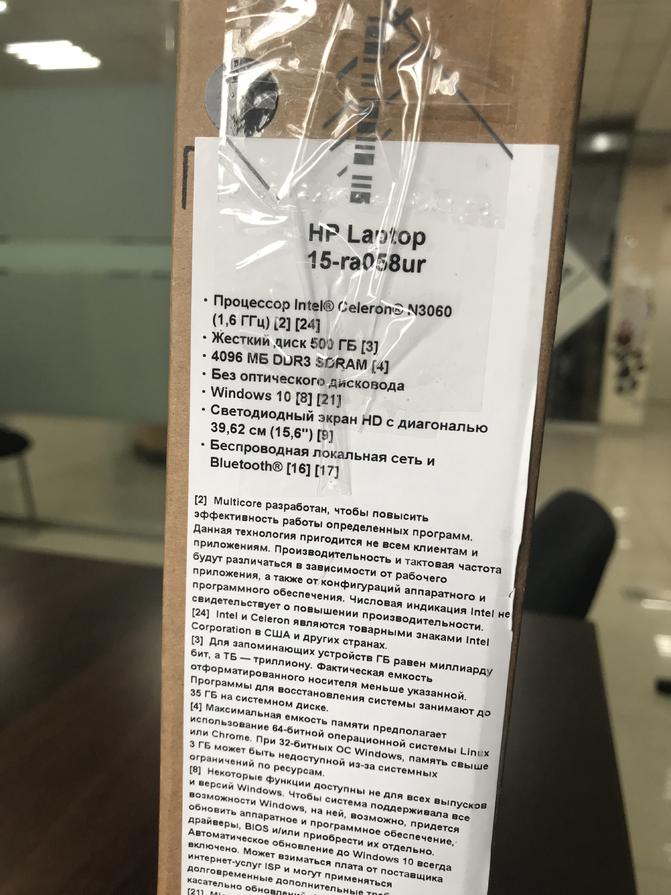 HP Laptop
15-ra058ur
• Процессор Intel® Celeron® N3060
(1,6 ГГц) [2] [24]
• Жесткий диск 500 ГБ [3]
• 4096 МБ DDR3 SDRAM [4]
• Без оптического дисковода
• Windows 10 [8] [21]
• Светодиодный экран HD с диагональю
39,62 см (15,6") [9]
• Беспроводная локальная сеть и
Bluetooth® [16] [17]
[2] Multicore разработан, чтобы повысить
эффективность работы определенных программ.
Данная технология пригодится не всем клиентам и
приложениям. Производительность и тактовая частота
будут различаться в зависимости от рабочего
приложения, а также от конфигураций аппаратного и
программного обеспечения. Числовая индикация Intel не
свидетельствует о повышении производительности.
[24] Intel и Celeron являются товарными знаками Intel
Corporation в США и других странах.
[3] Для запоминающих устройств ГБ равен миллиарду
бит, а ТБ — триллиону. Фактическая емкость
отформатированного носителя меньше указанной.
Программы для восстановления системы занимают до
35 ГБ на системном диске.
[4] Максимальная емкость памяти предполагает
использование 64-битной операционной системы Linux
или Chrome. При 32-битных ОС Windows, память свыше
3 ГБ может быть недоступной из-за системных
ограничений по ресурсам.
[8] Некоторые функции доступны не для всех выпусков
и версий Windows. Чтобы система поддерживала все
возможности Windows, на ней, возможно, придется
обновить аппаратное и программное обеспечение,
драйверы, BIOS и/или приобрести их отдельно.
Автоматическое обновление до Windows 10 всегда
включено. Может взиматься плата от поставщика
интернет-услуг ISP и могут применяться
долговременные дополнительные
касательно
[21]